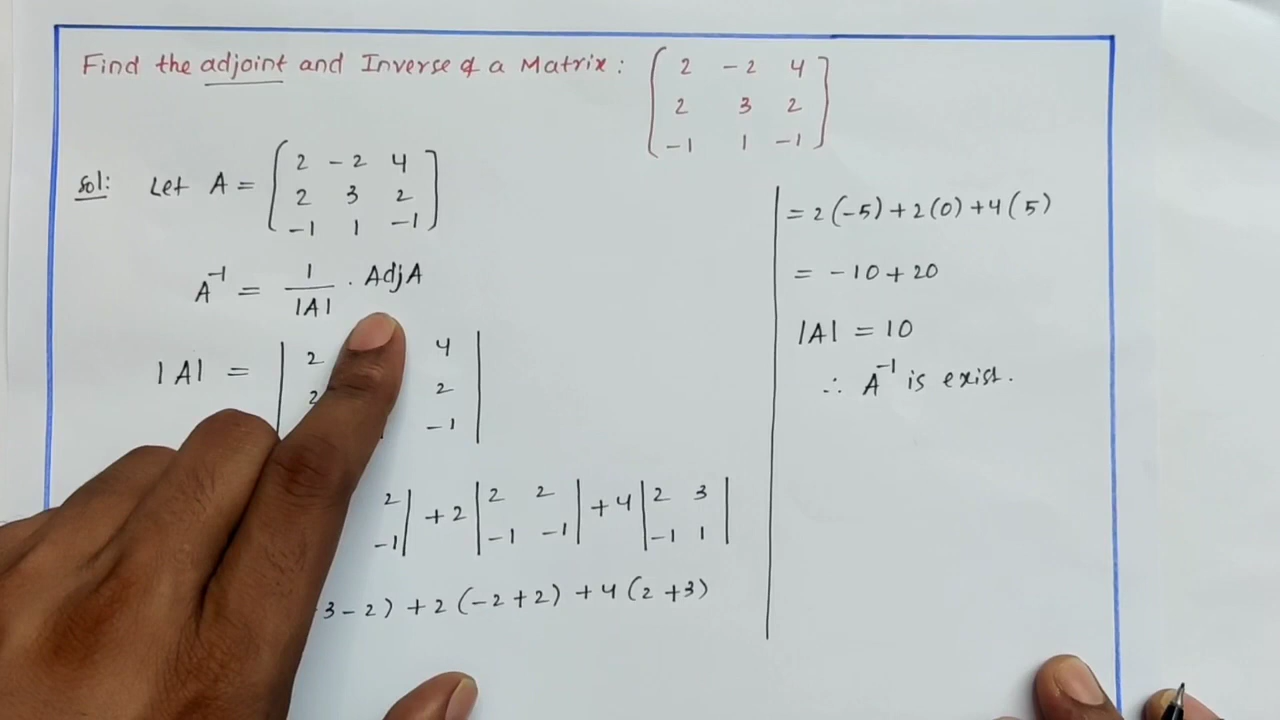 Find the adjoint and Inverse of a Matrix: [2 -2 4
2 3 2
-1 1 -1]
Sol: Let A = [2 -2 4
2 3 2
-1 1 -1]
A⁻¹ = 1/|A| · Adj A
|A| = |2 4
2 2
-1|
2
-1| +2 |2 2
-1 -1| +4 |2 3
-1 1|
3-2) +2(-2+2) +4(2+3)
= 2(-5)+2(0)+4(5)
= -10+20
|A| = 10
∴ A⁻¹ is exist.